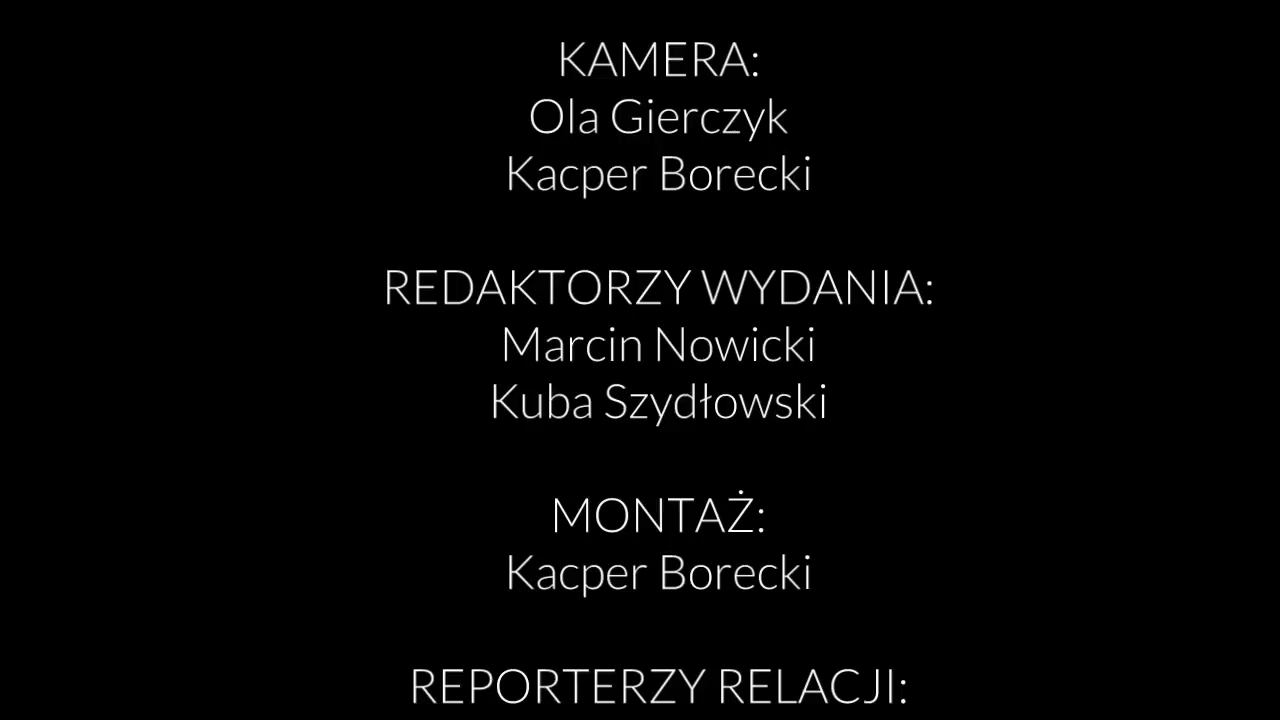 KAMERA:
Ola Gierczyk
Kacper Borecki
REDAKTORZY WYDANIA:
Marcin Nowicki
Kuba Szydłowski
MONTAŻ:
Kacper Borecki
REPORTERZY RELACJI: